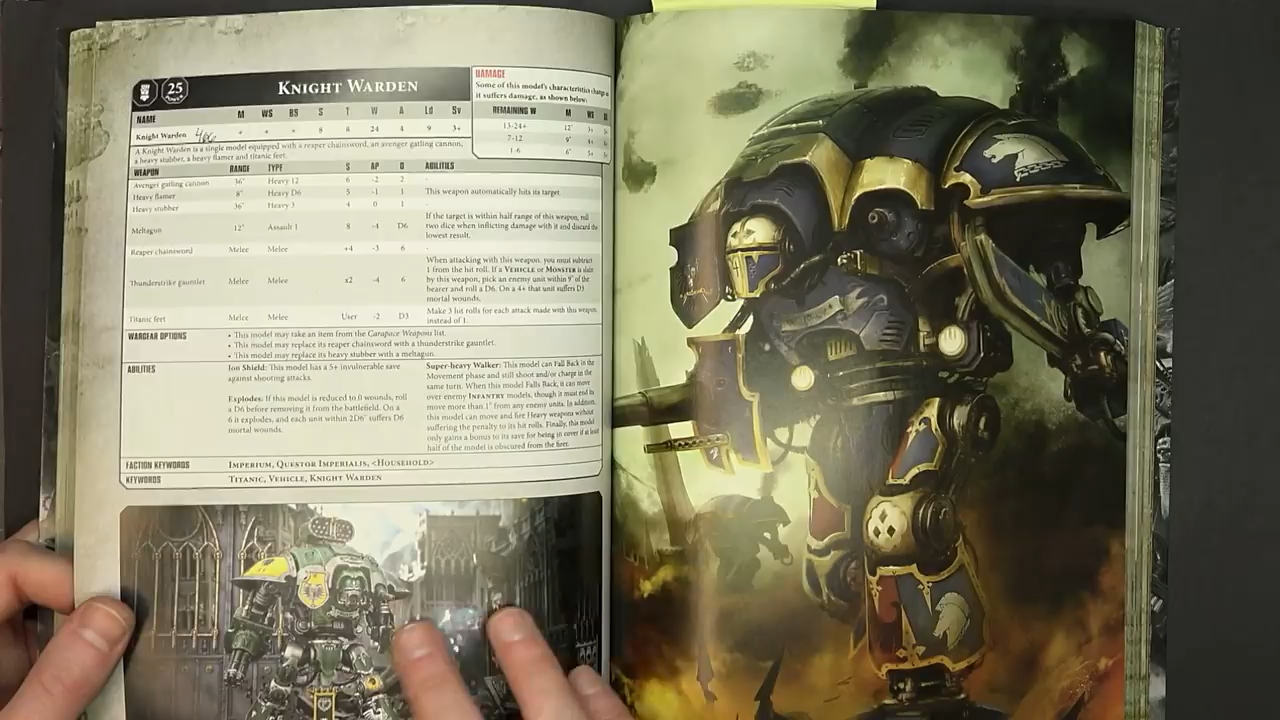 25
KNIGHT WARDEN
DAMAGE
Some of this model's characteristics change as
it suffers damage, as shown below:
REMAINING W M WS
13-24+ 12" 3+
7-12 9" 4+
1-6 6" 5+
NAME M WS BS S T W A Ld Sv
Knight Warden * * * 8 8 24 4 9 3+
A Knight Warden is a single model equipped with a reaper chainsword, an avenger gatling cannon,
a heavy stubber, a heavy flamer and titanic feet.
WEAPON RANGE TYPE S AP D ABILITIES
Avenger gatling cannon 36" Heavy 12 6 -2 2 -
Heavy flamer 8" Heavy D6 5 -1 1 This weapon automatically hits its target.
Heavy stubber 36" Heavy 3 4 0 1 -
Meltagun 12" Assault 1 8 -4 D6 If the target is within half range of this weapon, roll
two dice when inflicting damage with it and discard the
lowest result.
Reaper chainsword Melee Melee +4 -3 6 -
Thunderstrike gauntlet Melee Melee x2 -4 6 When attacking with this weapon, you must subtract
1 from the hit roll. If a VEHICLE or MONSTER is slain
by this weapon, pick an enemy unit within 9" of the
bearer and roll a D6. On a 4+ that unit suffers D3
mortal wounds.
Titanic feet Melee Melee User -2 D3 Make 3 hit rolls for each attack made with this weapon,
instead of 1.
WARGEAR OPTIONS
• This model may take an item from the Carapace Weapons list.
• This model may replace its reaper chainsword with a thunderstrike gauntlet.
• This model may replace its heavy stubber with a meltagun.
ABILITIES
Ion Shield: This model has a 5+ invulnerable save
against shooting attacks.
Explodes: If this model is reduced to 0 wounds, roll
a D6 before removing it from the battlefield. On a
6 it explodes, and each unit within 2D6" suffers D6
mortal wounds.
Super-heavy Walker: This model can Fall Back in the
Movement phase and still shoot and/or charge in the
same turn. When this model Falls Back, it can move
over enemy INFANTRY models, though it must end its
move more than 1" from any enemy units. In addition,
this model can move and fire Heavy weapons without
suffering the penalty to its hit rolls. Finally, this model
only gains a bonus to its save for being in cover if at least
half of the model is obscured from the firer.
FACTION KEYWORDS IMPERIUM, QUESTOR IMPERIALIS, <HOUSEHOLD>
KEYWORDS TITANIC, VEHICLE, KNIGHT WARDEN